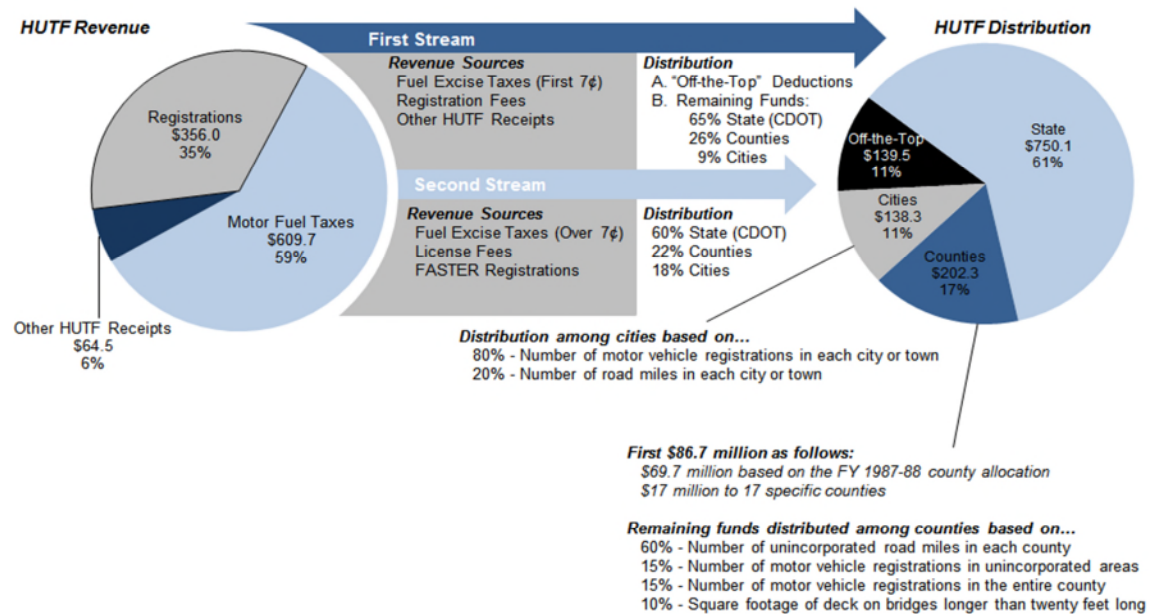 HUTF Revenue
Registrations
$356.0
35%
Motor Fuel Taxes
$609.7
59%
Other HUTF Receipts
$64.5
6%
First Stream
Revenue Sources
Fuel Excise Taxes (First 7¢)
Registration Fees
Other HUTF Receipts
Distribution
A. "Off-the-Top" Deductions
B. Remaining Funds:
65% State (CDOT)
26% Counties
9% Cities
Second Stream
Revenue Sources
Fuel Excise Taxes (Over 7¢)
License Fees
FASTER Registrations
Distribution
60% State (CDOT)
22% Counties
18% Cities
HUTF Distribution
State
$750.1
61%
Off-the-Top
$139.5
11%
Cities
$138.3
11%
Counties
$202.3
17%
Distribution among cities based on...
80% - Number of motor vehicle registrations in each city or town
20% - Number of road miles in each city or town
First $86.7 million as follows:
$69.7 million based on the FY 1987-88 county allocation
$17 million to 17 specific counties
Remaining funds distributed among counties based on...
60% - Number of unincorporated road miles in each county
15% - Number of motor vehicle registrations in unincorporated areas
15% - Number of motor vehicle registrations in the entire county
10% - Square footage of deck on bridges longer than twenty feet long